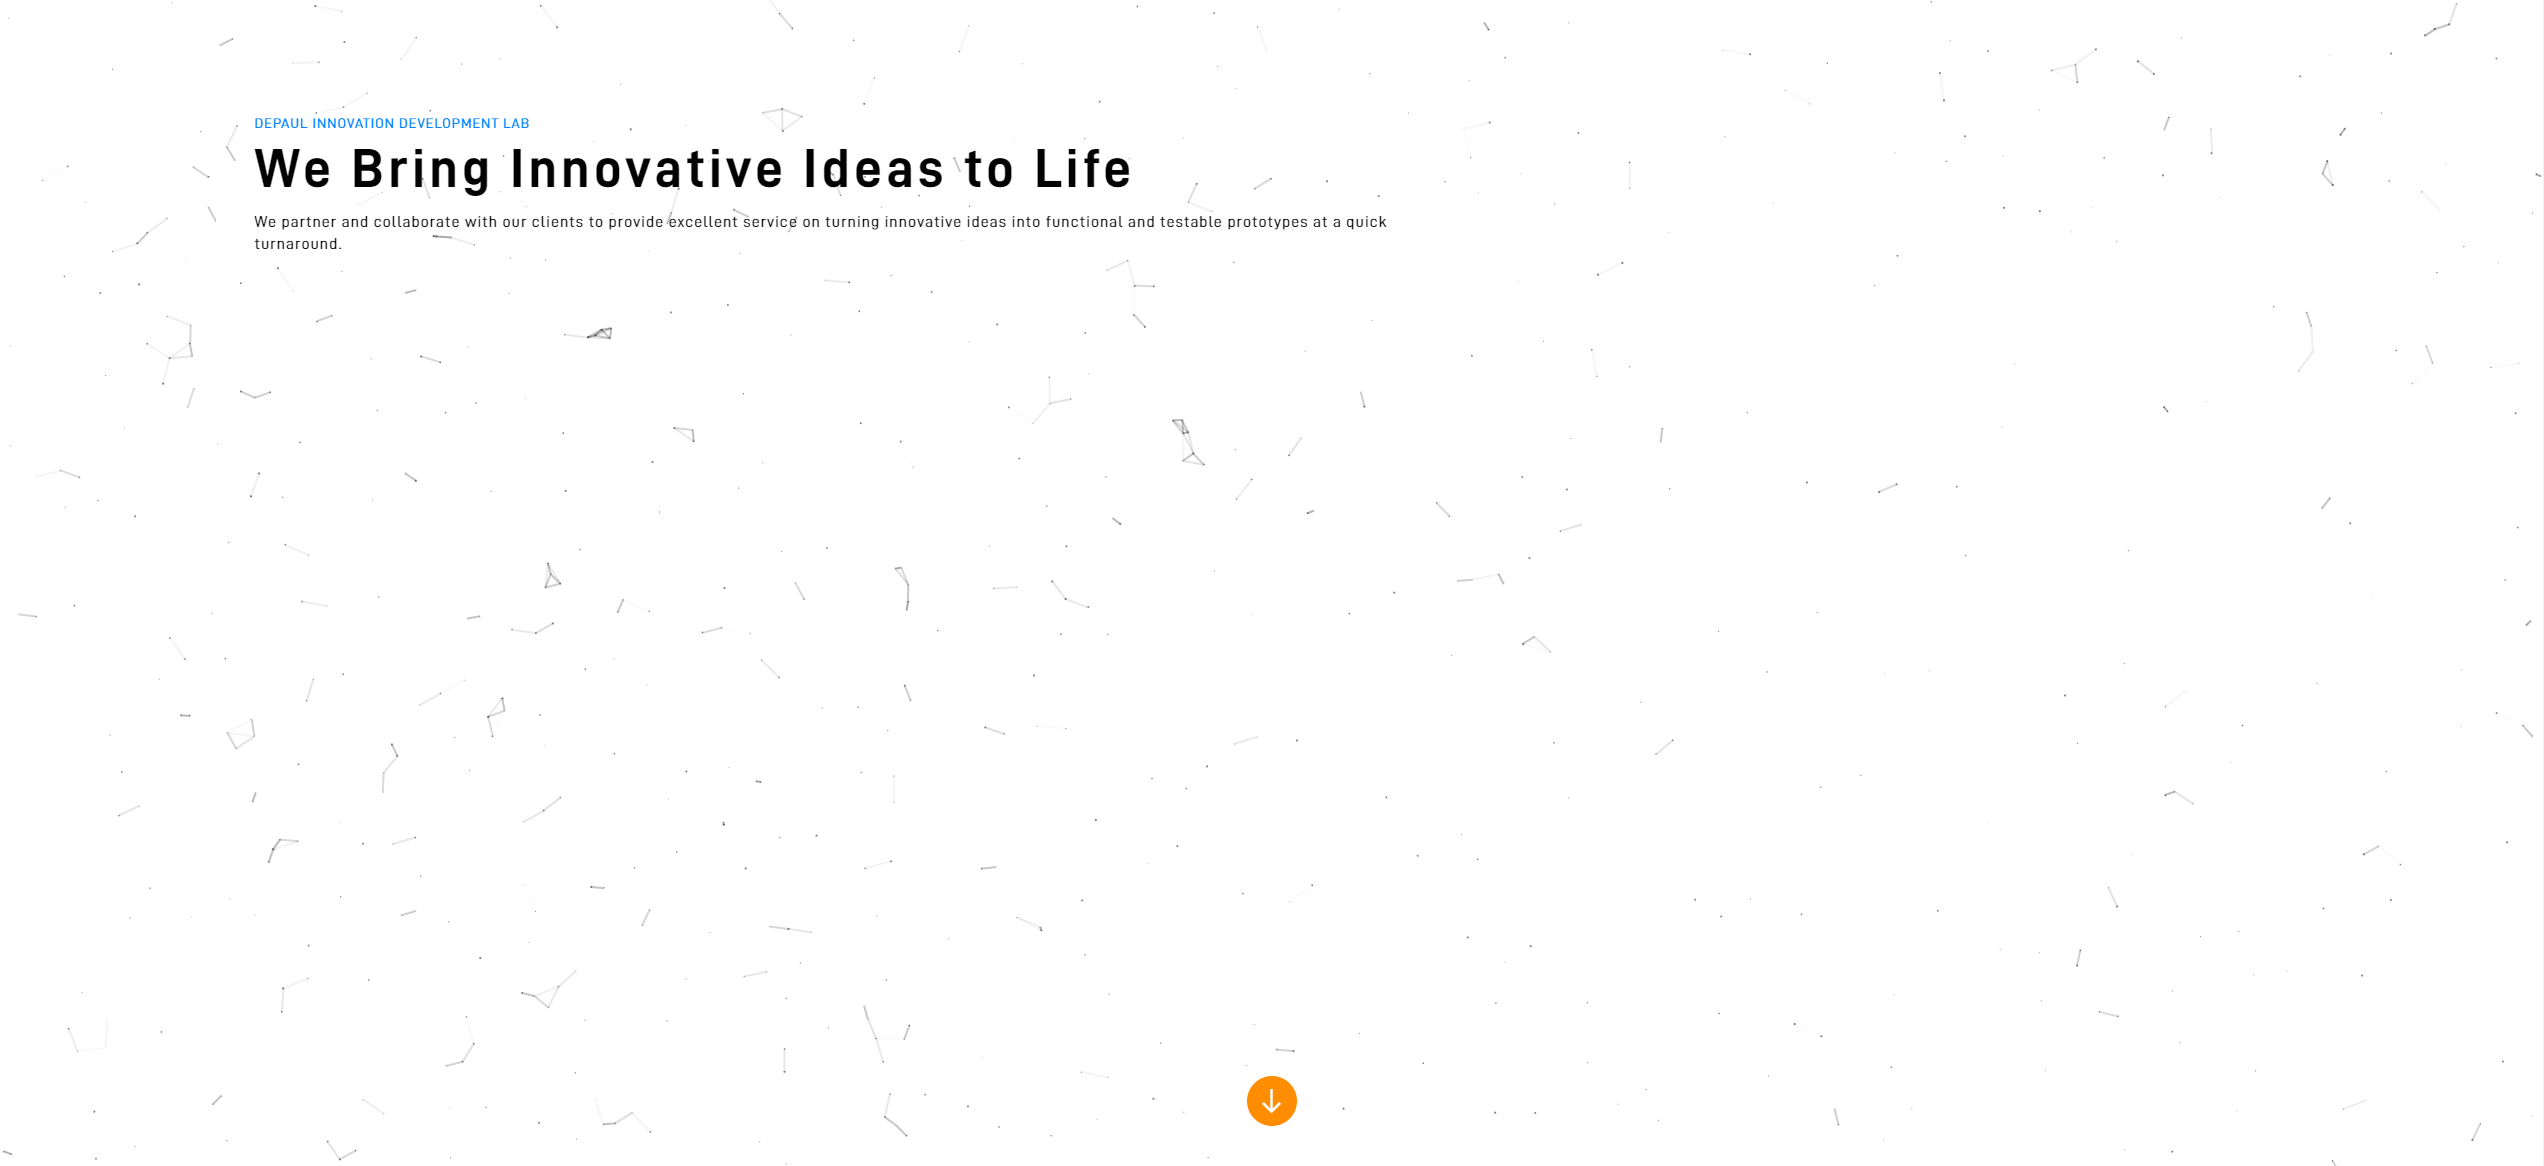 DEPAUL INNOVATION DEVELOPMENT LAB
We Bring Innovative Ideas to Life
We partner and collaborate with our clients to provide excellent service on turning innovative ideas into functional and testable prototypes at a quick
turnaround.